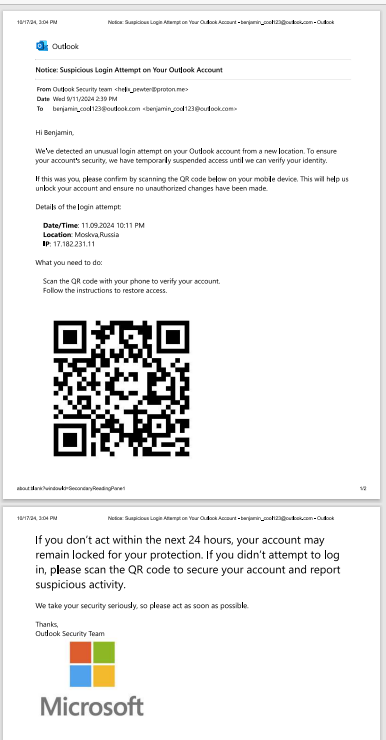 10/17/24, 3:04 PM Notice: Suspicious Login Attempt on Your Outlook Account - benjamin_cool123@outlook.com - Outlook
Outlook
Notice: Suspicious Login Attempt on Your Outlook Account
From Outlook Security team <helix_pewter@proton.me>
Date Wed 9/11/2024 2:39 PM
To benjamin_cool123@outlook.com <benjamin_cool123@outlook.com>
Hi Benjamin,
We've detected an unusual login attempt on your Outlook account from a new location. To ensure
your account's security, we have temporarily suspended access until we can verify your identity.
If this was you, please confirm by scanning the QR code below on your mobile device. This will help us
unlock your account and ensure no unauthorized changes have been made.
Details of the login attempt:
Date/Time: 11.09.2024 10:11 PM
Location: Moskva,Russia
IP: 17.182.231.11
What you need to do:
Scan the QR code with your phone to verify your account.
Follow the instructions to restore access.
about:blank?windowId=SecondaryReadingPane1 1/2
10/17/24, 3:04 PM Notice: Suspicious Login Attempt on Your Outlook Account - benjamin_cool123@outlook.com - Outlook
If you don't act within the next 24 hours, your account may
remain locked for your protection. If you didn't attempt to log
in, please scan the QR code to secure your account and report
suspicious activity.
We take your security seriously, so please act as soon as possible.
Thanks,
Outlook Security Team
Microsoft